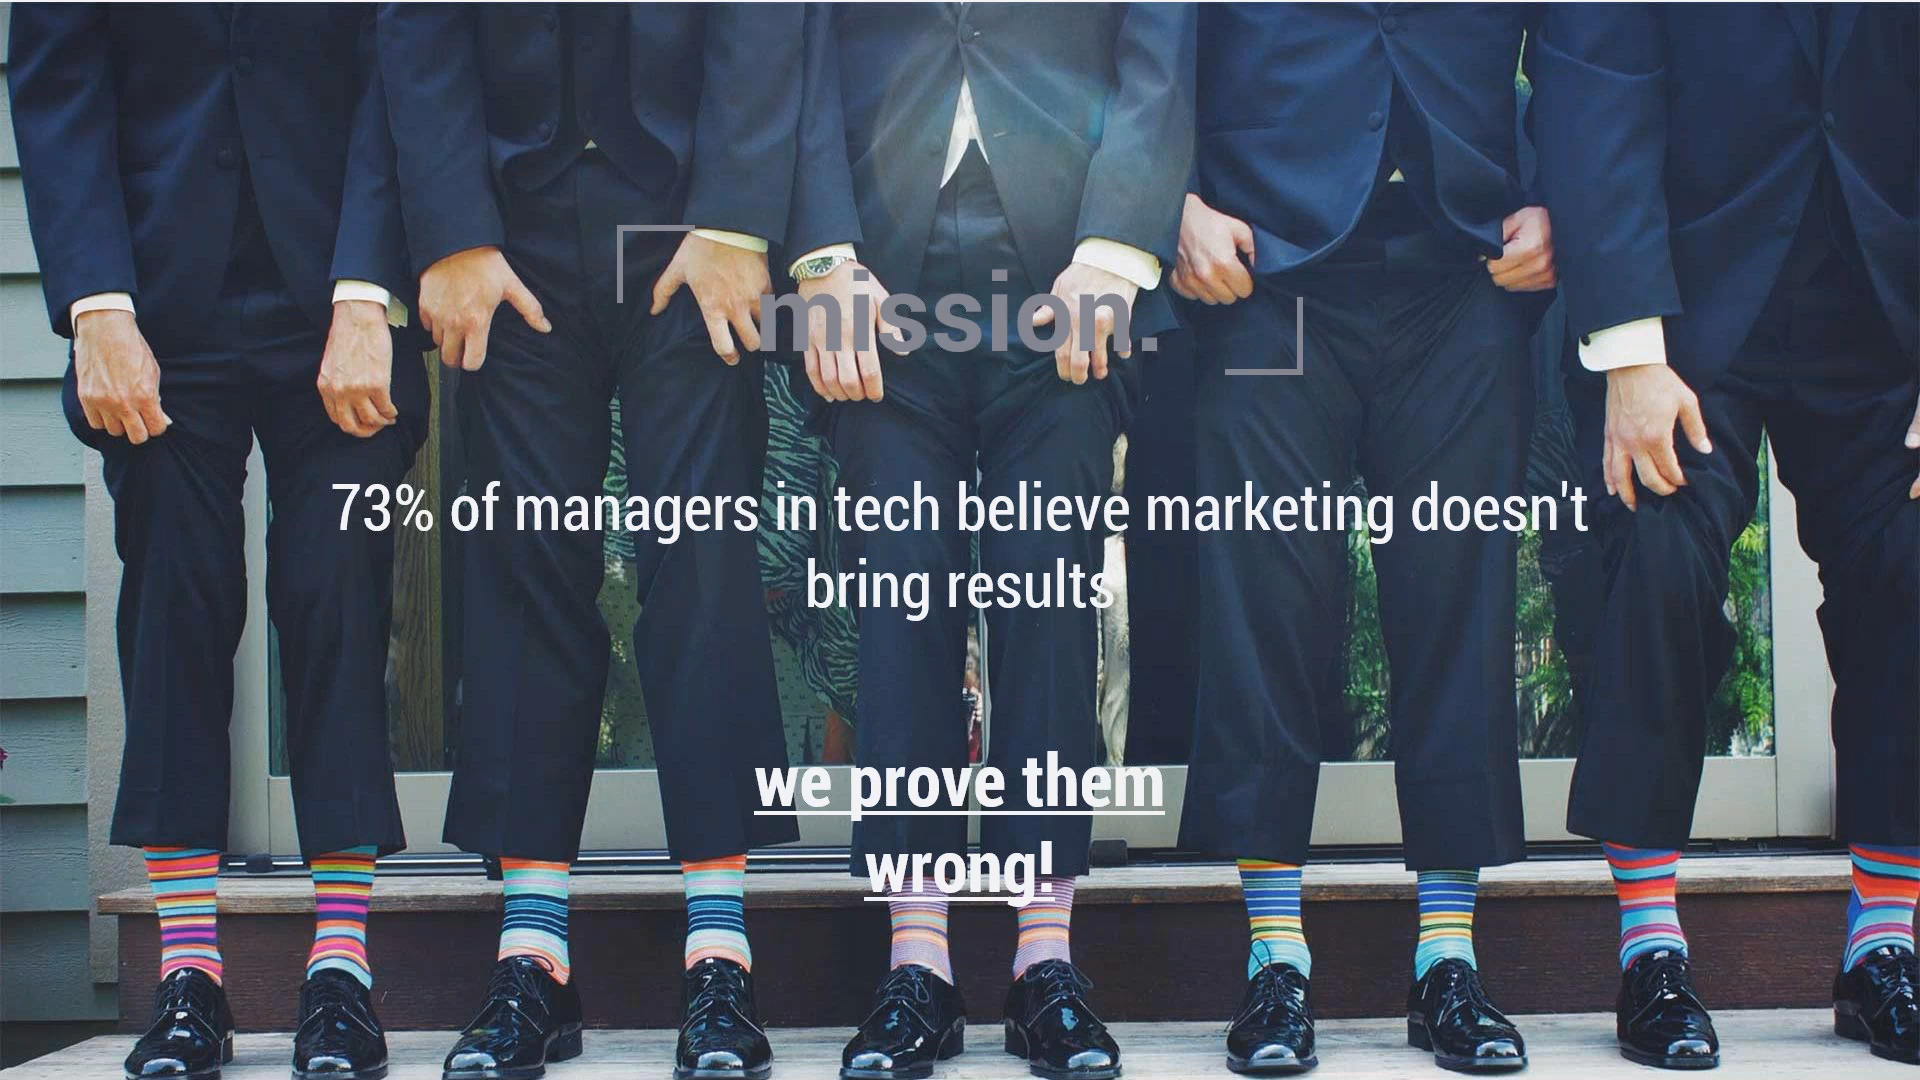 mission.
73% of managers in tech believe marketing doesn't
bring results
we prove them
wrong!